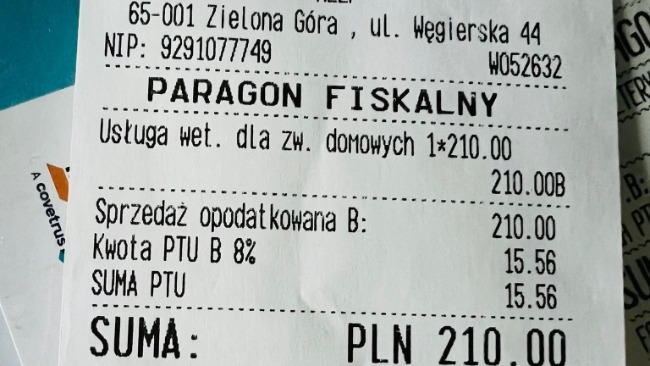 65-001 Zielona Góra , ul. Węgierska 44
NIP: 9291077749
W052632
PARAGON FISKALNY
Usługa wet. dla zw. domowych 1*210.00
210.00B
Sprzedaż opodatkowana B:
210.00
Kwota PTU B 8%
15.56
SUMA PTU
15.56
SUMA:
PLN 210.00
A covetrus